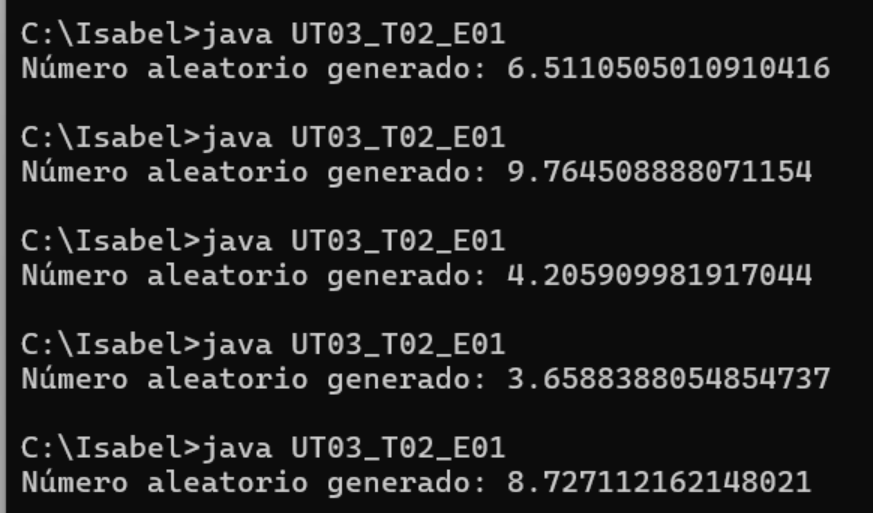 C:\Isabel>java UT03_T02_E01
Número aleatorio generado: 6.5110505010910416
C:\Isabel>java UT03_T02_E01
Número aleatorio generado: 9.764508888071154
C:\Isabel>java UT03_T02_E01
Número aleatorio generado: 4.205909981917044
C:\Isabel>java UT03_T02_E01
Número aleatorio generado: 3.6588388054854737
C:\Isabel>java UT03_T02_E01
Número aleatorio generado: 8.727112162148021